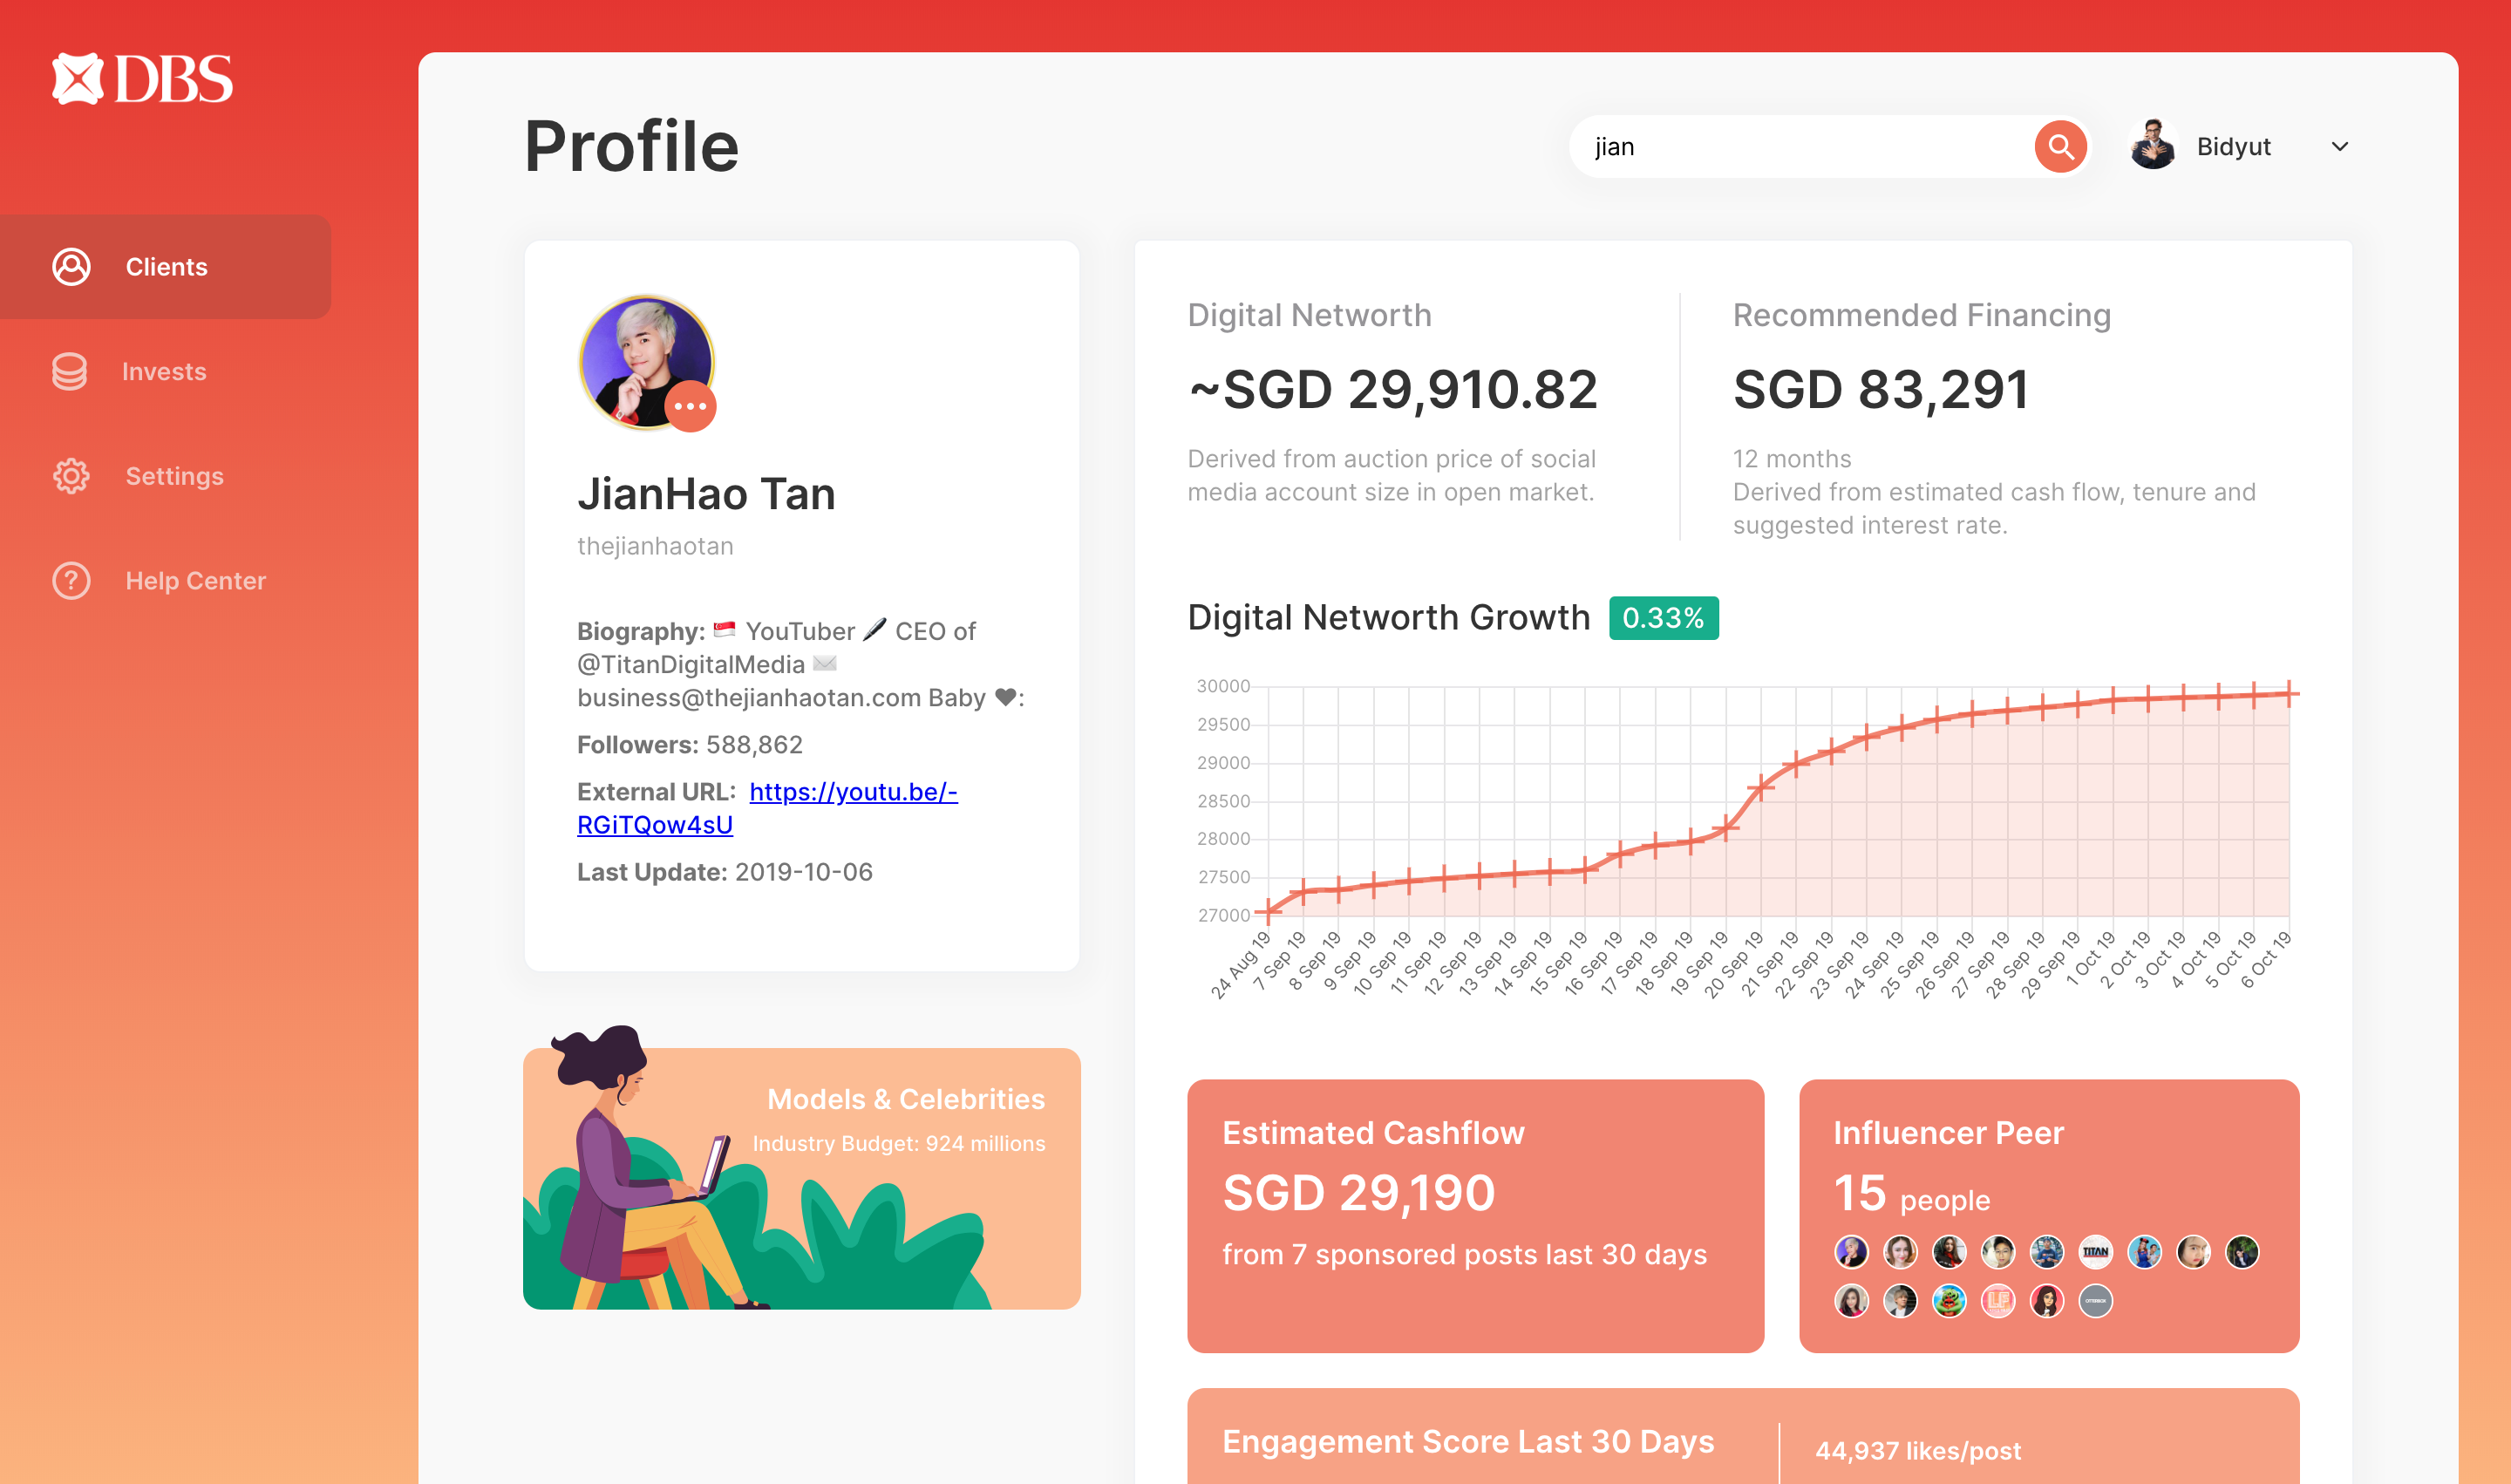 DBS
Clients
Invests
Settings
Help Center
Profile
jian
Bidyut
JianHao Tan
thejianhaotan
Biography: 🇸🇬 YouTuber 🖋 CEO of
@TitanDigitalMedia ✉️
business@thejianhaotan.com Baby ❤:
Followers: 588,862
External URL: https://youtu.be/-
RGiTQow4sU
Last Update: 2019-10-06
Models & Celebrities
Industry Budget: 924 millions
Digital Networth
~SGD 29,910.82
Derived from auction price of social
media account size in open market.
Recommended Financing
SGD 83,291
12 months
Derived from estimated cash flow, tenure and
suggested interest rate.
Digital Networth Growth 0.33%
30000
29500
29000
28500
28000
27500
27000
24 Aug 19
7 Sep 19
8 Sep 19
9 Sep 19
10 Sep 19
11 Sep 19
12 Sep 19
13 Sep 19
14 Sep 19
15 Sep 19
16 Sep 19
17 Sep 19
18 Sep 19
19 Sep 19
20 Sep 19
21 Sep 19
22 Sep 19
23 Sep 19
24 Sep 19
25 Sep 19
26 Sep 19
27 Sep 19
28 Sep 19
29 Sep 19
1 Oct 19
2 Oct 19
3 Oct 19
4 Oct 19
5 Oct 19
6 Oct 19
Estimated Cashflow
SGD 29,190
from 7 sponsored posts last 30 days
Influencer Peer
15 people
TITAN
LF
Engagement Score Last 30 Days
44,937 likes/post